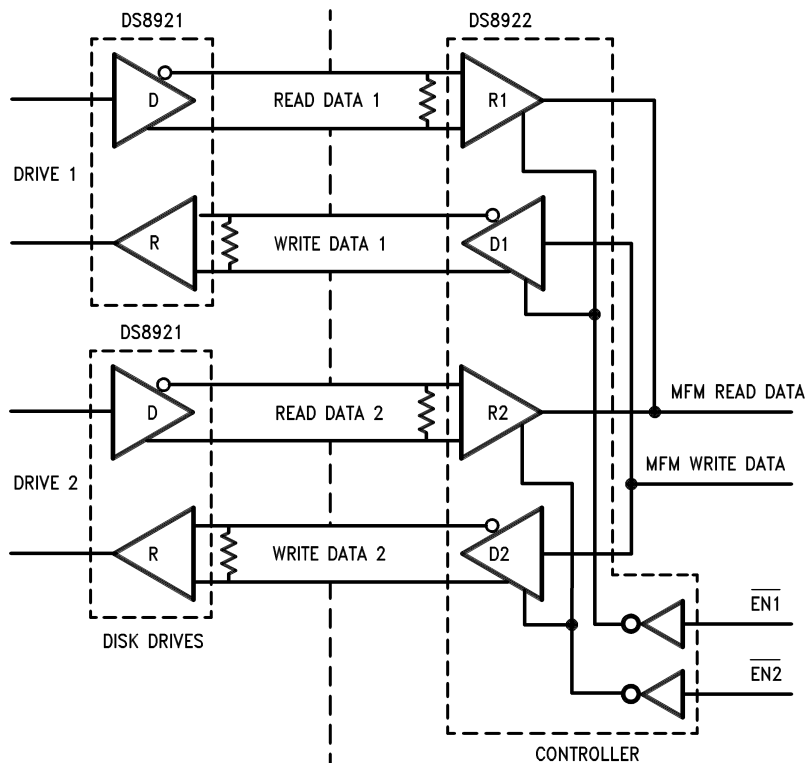 DS8921
DS8922
D
READ DATA 1
R1
DRIVE 1
R
WRITE DATA 1
D1
DS8921
D
READ DATA 2
R2
MFM READ DATA
MFM WRITE DATA
DRIVE 2
R
WRITE DATA 2
D2
EN1
DISK DRIVES
EN2
CONTROLLER